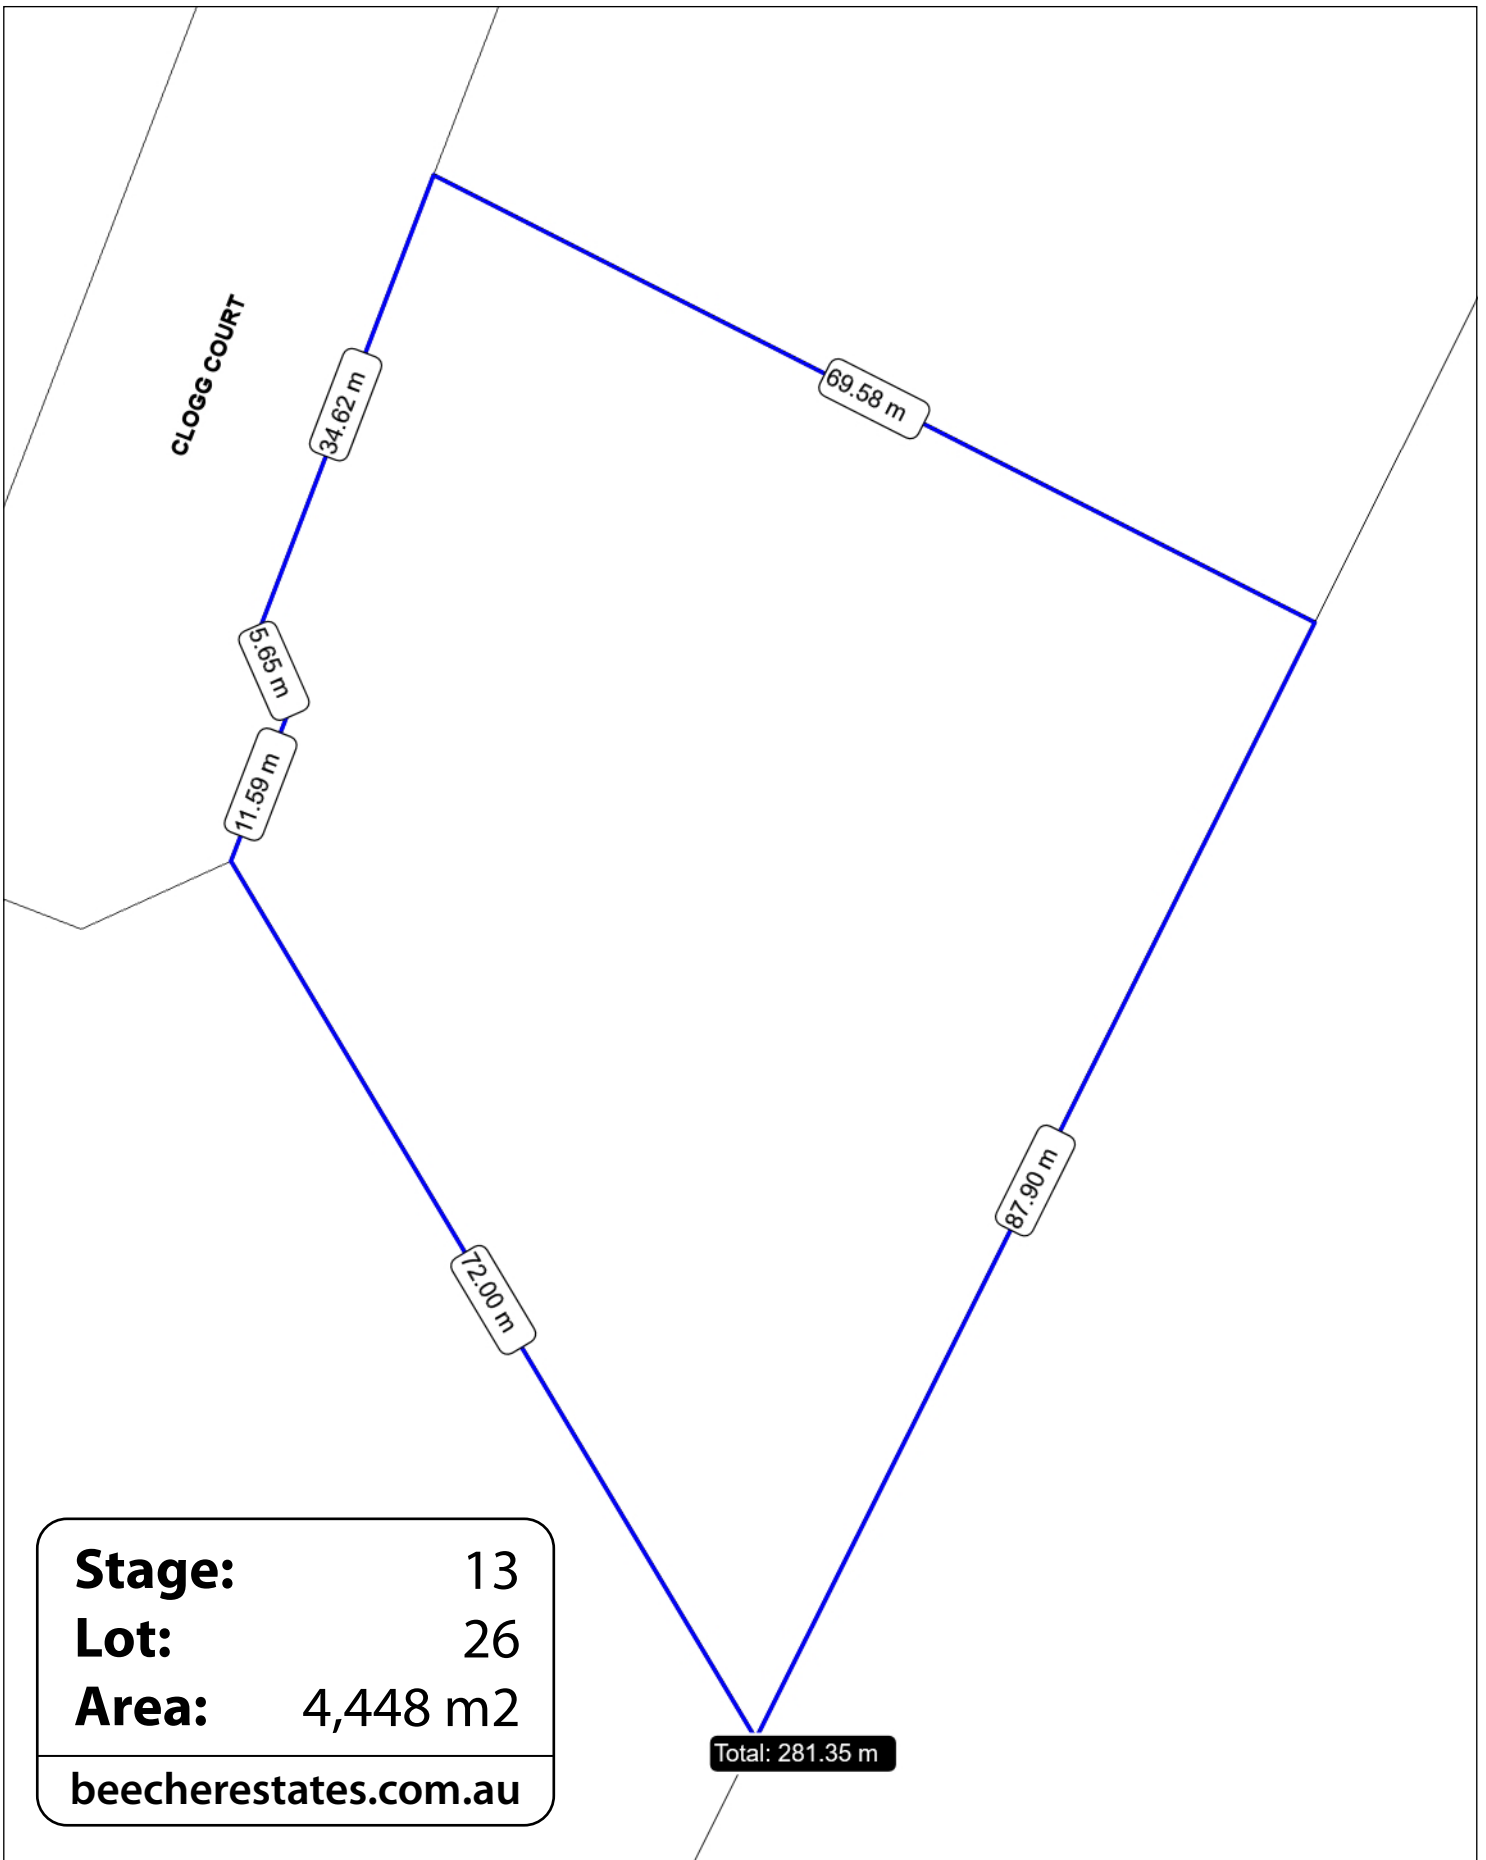 CLOGG COURT
34.62 m
69.58 m
5.65 m
11.59 m
87.90 m
72.00 m
Stage: 13
Lot: 26
Area: 4,448 m2
beecherestates.com.au
Total: 281.35 m